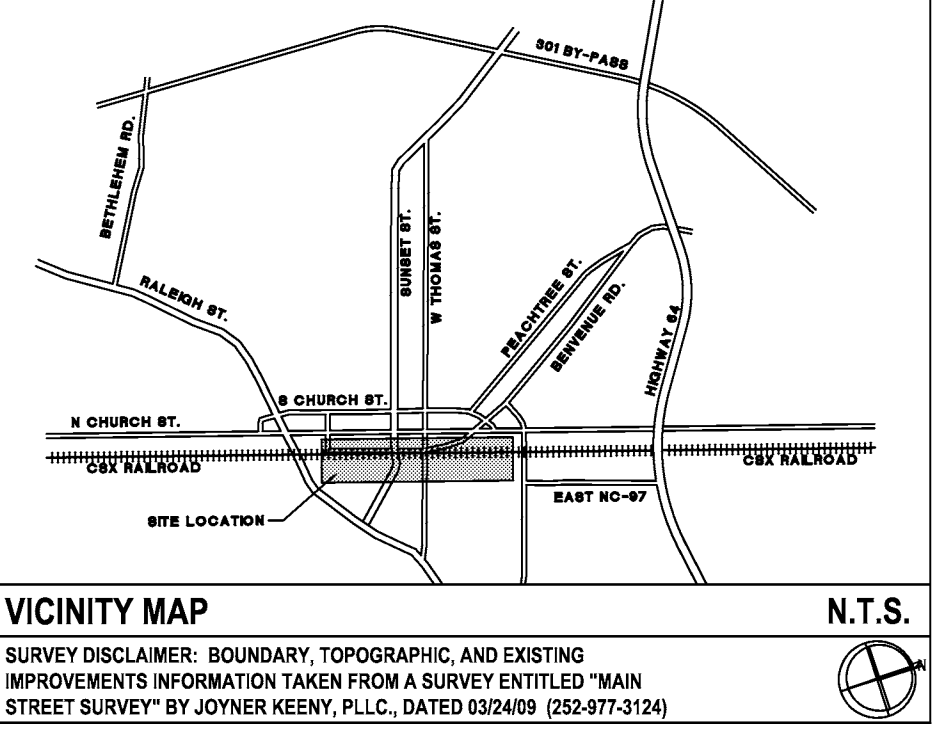 301 BY-PASS
BETHLEHEM RD.
SUNSET ST.
W THOMAS ST.
PEACHTREE ST.
BENVENUE RD.
RALEIGH ST.
HIGHWAY 64
S CHURCH ST.
N CHURCH ST.
CSX RAILROAD
CSX RAILROAD
EAST NC-97
SITE LOCATION
VICINITY MAP
N.T.S.
SURVEY DISCLAIMER: BOUNDARY, TOPOGRAPHIC, AND EXISTING
IMPROVEMENTS INFORMATION TAKEN FROM A SURVEY ENTITLED "MAIN
STREET SURVEY" BY JOYNER KEENY, PLLC., DATED 03/24/09 (252-977-3124)
N